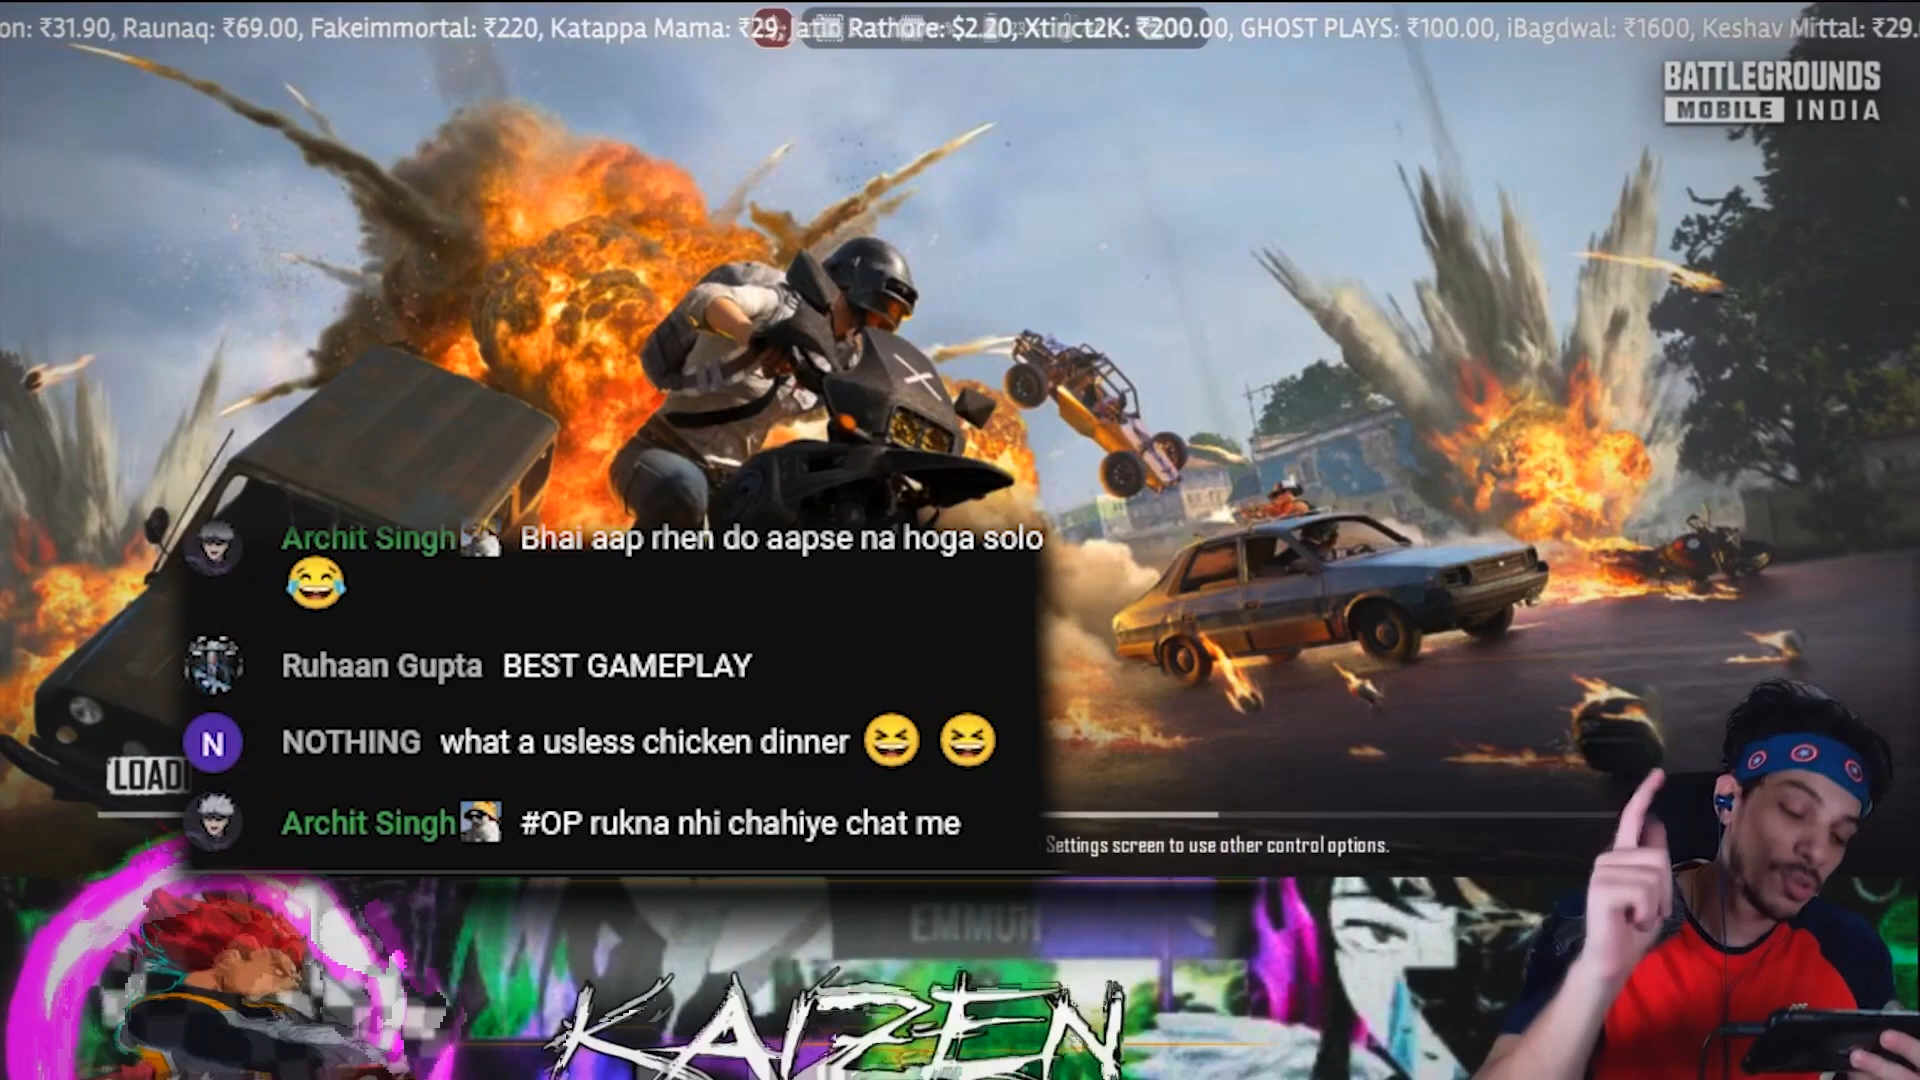 on: ₹31.90, Raunaq: ₹69.00, Fakeimmortal: ₹220, Katappa Mama: ₹29, Jatin Rathore: $2.20, Xtinct2K: ₹200.00, GHOST PLAYS: ₹100.00, iBagdwal: ₹1600, Keshav Mittal: ₹29.
BATTLEGROUNDS
MOBILE INDIA
Archit Singh Bhai aap rhen do aapse na hoga solo
😂
Ruhaan Gupta BEST GAMEPLAY
N NOTHING what a usless chicken dinner 😆 😆
LOADI
Archit Singh #OP rukna nhi chahiye chat me
Settings screen to use other control options.
EMMUH
KAIZEN